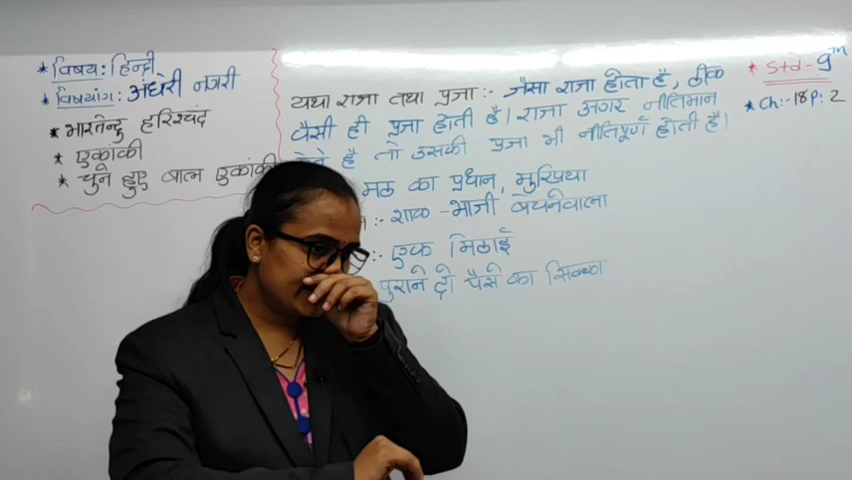 * विषय: हिन्दी
* विषयांग: अंधेरी नगरी
* भारतेन्दु हरिश्चंद
* एकांकी
* चुने हुए बाल एकांकी
यथा राजा तथा प्रजा :- जैसा राजा होता है, ठीक
वैसी ही प्रजा होती है। राजा अगर नीतिमान
है तो उसकी प्रजा भी नीतिपूर्ण होती है।
मठ का प्रधान, मुखिया
:- शाक-भाजी बेचनेवाला
:- एक मिठाई
पुराने दो पैसे का सिक्का
* Std - 9th
* Ch:- 18 P: 2